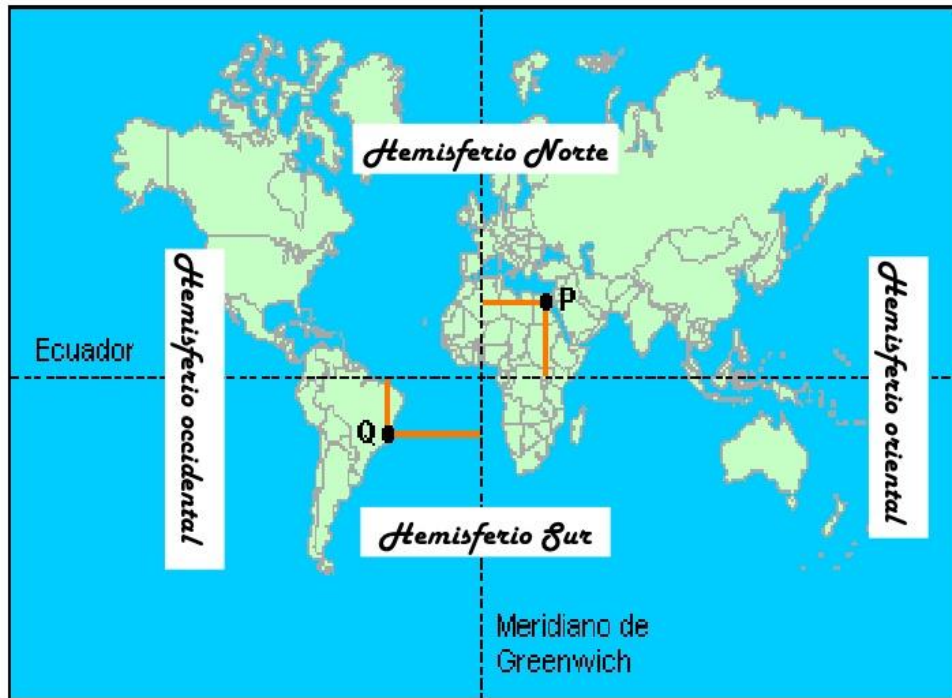 Hemisferio Norte
Hemisferio occidental
Hemisferio oriental
P
Ecuador
Q
Hemisferio Sur
Meridiano de
Greenwich